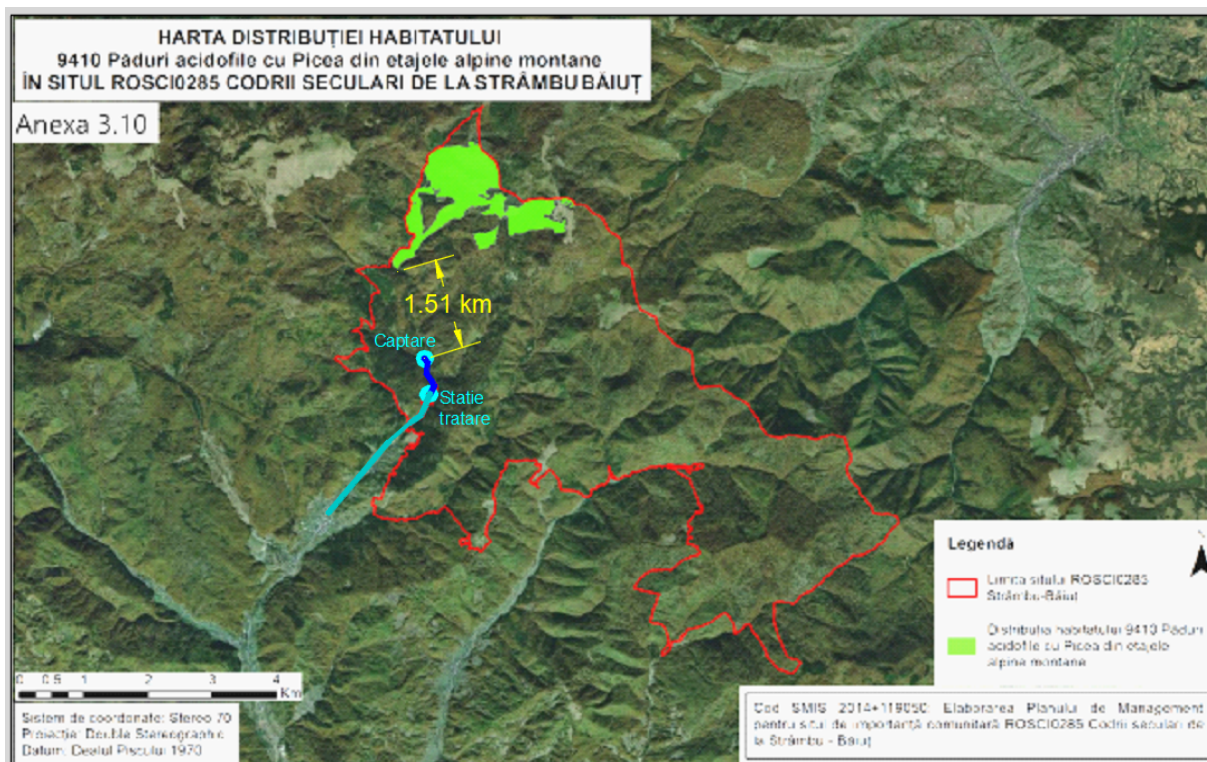 HARTA DISTRIBUȚIEI HABITATULUI
9410 Păduri acidofile cu Picea din etajele alpine montane
ÎN SITUL ROSCI0285 CODRII SECULARI DE LA STRÂMBU BĂIUȚ
Anexa 3.10
1.51 km
Captare
Statie
tratare
Legendă
Limita sitului ROSCI0285
Strâmbu-Băiuț
Distribuția habitatului 9410 Păduri
acidofile cu Picea din etajele
alpine montane
0 0.5 1 2 3 4
Km
Sistem de coordonate: Stereo 70
Proiecție: Double Stereographic
Datum: Dealul Piscului 1970
Cod SMIS 2014+119050: Elaborarea Planului de Management
pentru situl de importanță comunitară ROSCI0285 Codrii seculari de
la Strâmbu - Băiuț